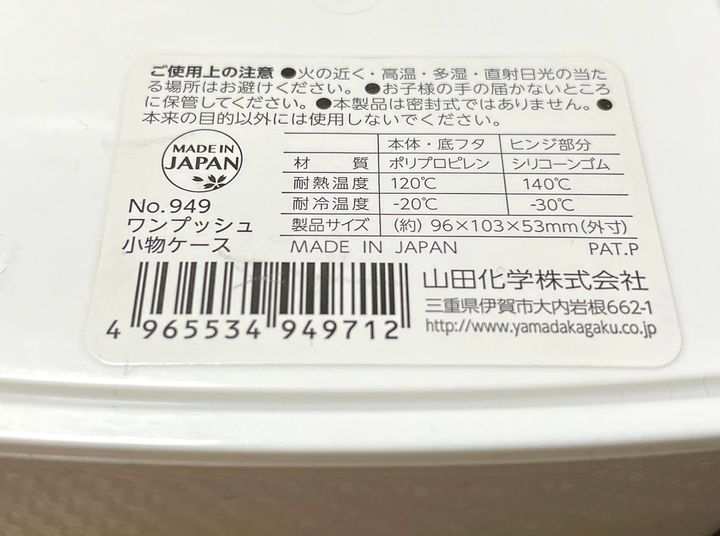 ご使用上の注意 ●火の近く・高温・多湿・直射日光の当た
る場所はお避けください。●お子様の手の届かないところ
に保管してください。●本製品は密封式ではありません。●
本来の目的以外には使用しないでください。
MADE IN
JAPAN
No.949
ワンプッシュ
小物ケース
本体・底フタ ヒンジ部分
材 質 ポリプロピレン シリコーンゴム
耐熱温度 120℃ 140℃
耐冷温度 -20℃ -30℃
製品サイズ (約) 96×103×53mm(外寸)
MADE IN JAPAN PAT.P
4 965534 949712
山田化学株式会社
三重県伊賀市大内岩根662-1
http://www.yamadakagaku.co.jp